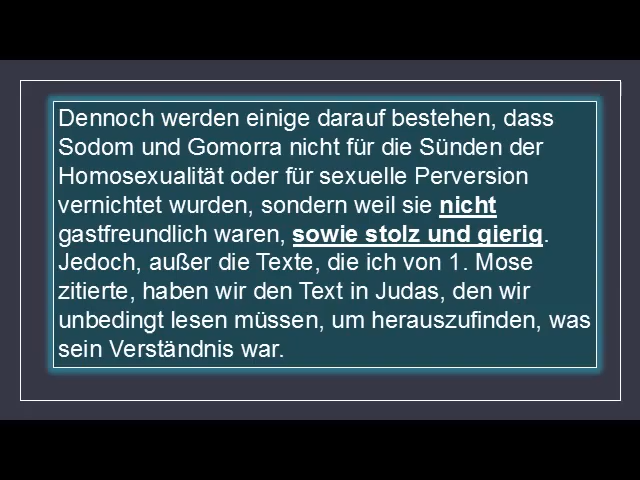 Dennoch werden einige darauf bestehen, dass
Sodom und Gomorra nicht für die Sünden der
Homosexualität oder für sexuelle Perversion
vernichtet wurden, sondern weil sie nicht
gastfreundlich waren, sowie stolz und gierig.
Jedoch, außer die Texte, die ich von 1. Mose
zitierte, haben wir den Text in Judas, den wir
unbedingt lesen müssen, um herauszufinden, was
sein Verständnis war.